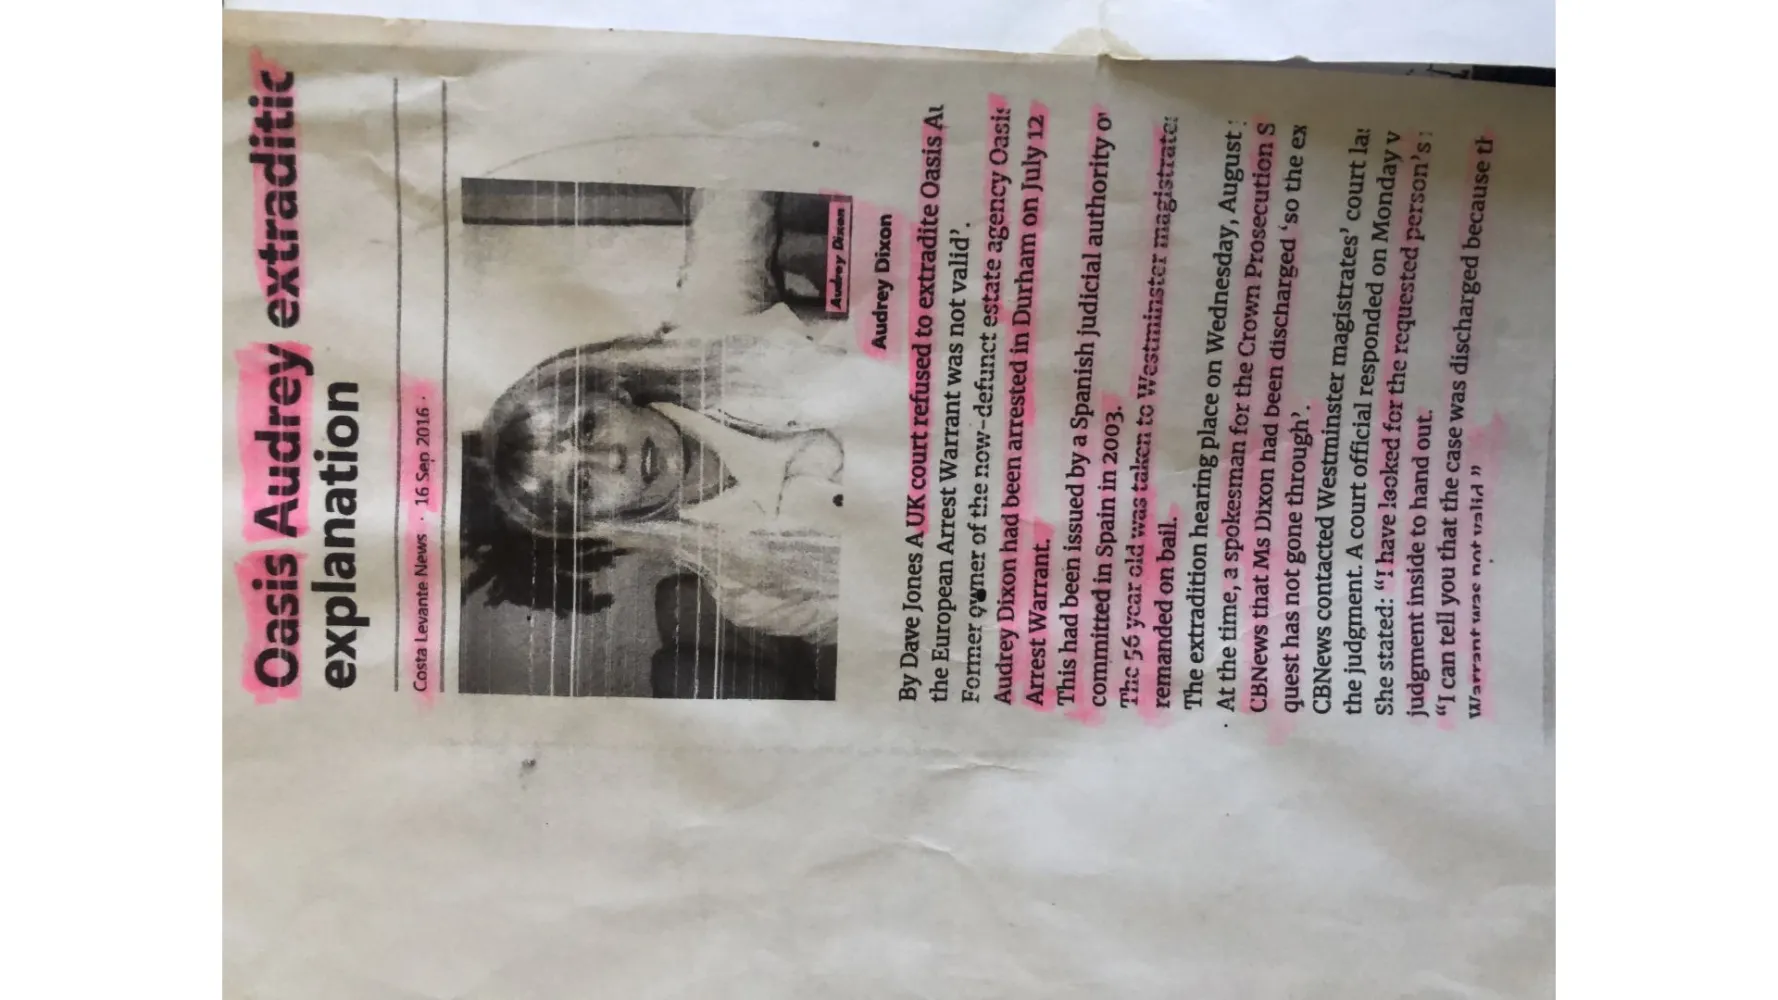 Oasis Audrey extraditic
explanation
Costa Levante News · 16 Sep 2016 ·
Audrey Dixon
Audrey Dixon
By Dave Jones A UK court refused to extradite Oasis Au
the European Arrest Warrant was not valid’.
Former owner of the now-defunct estate agency Oasis
Audrey Dixon had been arrested in Durham on July 12
Arrest Warrant.
This had been issued by a Spanish judicial authority o
committed in Spain in 2003.
The 56 year old was taken to Westminster magistrates
remanded on bail.
The extradition hearing place on Wednesday, August
At the time, a spokesman for the Crown Prosecution S
CBNews that Ms Dixon had been discharged ‘so the ex
quest has not gone through’.
CBNews contacted Westminster magistrates’ court las
the judgment. A court official responded on Monday w
She stated: “I have looked for the requested person’s
judgment inside to hand out.
“I can tell you that the case was discharged because th
Warrant was not valid.”